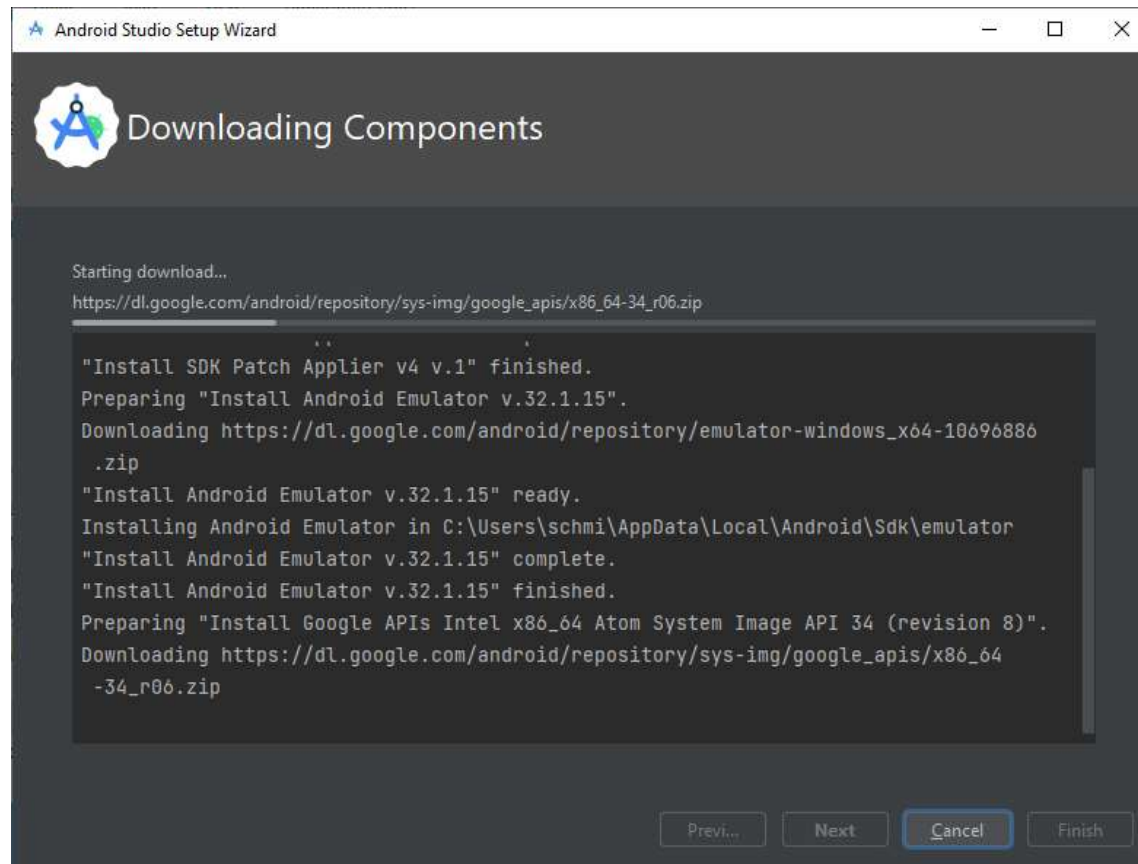 Android Studio Setup Wizard
Downloading Components
Starting download...
https://dl.google.com/android/repository/sys-img/google_apis/x86_64-34_r06.zip
"Install SDK Patch Applier v4 v.1" finished.
Preparing "Install Android Emulator v.32.1.15".
Downloading https://dl.google.com/android/repository/emulator-windows_x64-10696886
.zip
"Install Android Emulator v.32.1.15" ready.
Installing Android Emulator in C:\Users\schmi\AppData\Local\Android\Sdk\emulator
"Install Android Emulator v.32.1.15" complete.
"Install Android Emulator v.32.1.15" finished.
Preparing "Install Google APIs Intel x86_64 Atom System Image API 34 (revision 8)".
Downloading https://dl.google.com/android/repository/sys-img/google_apis/x86_64
-34_r06.zip
Previ... Next Cancel Finish